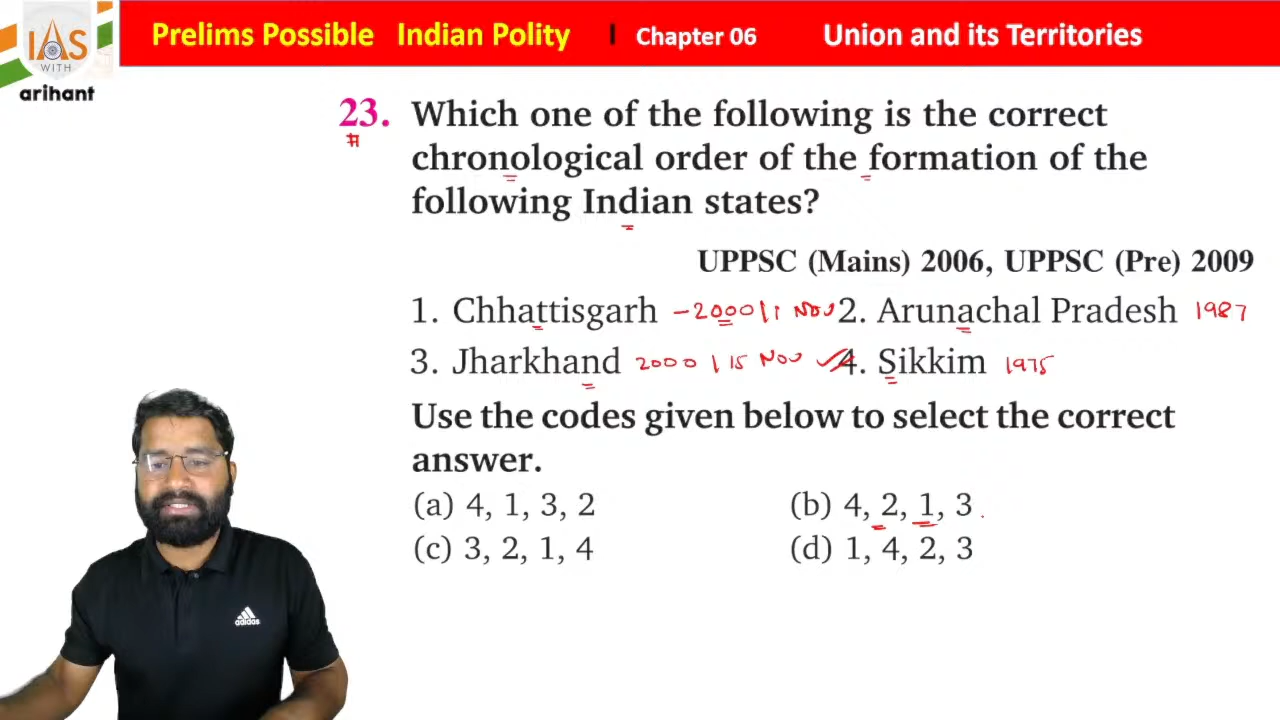 IAS
WITH
arihant
Prelims Possible Indian Polity | Chapter 06 Union and its Territories
23. Which one of the following is the correct
#
chronological order of the formation of the
following Indian states?
UPPSC (Mains) 2006, UPPSC (Pre) 2009
1. Chhattisgarh - 2000 | 1 Nov 2. Arunachal Pradesh 1987
3. Jharkhand 2000 | 15 Nov 4. Sikkim 1975
Use the codes given below to select the correct
answer.
(a) 4, 1, 3, 2 (b) 4, 2, 1, 3
(c) 3, 2, 1, 4 (d) 1, 4, 2, 3
adidas